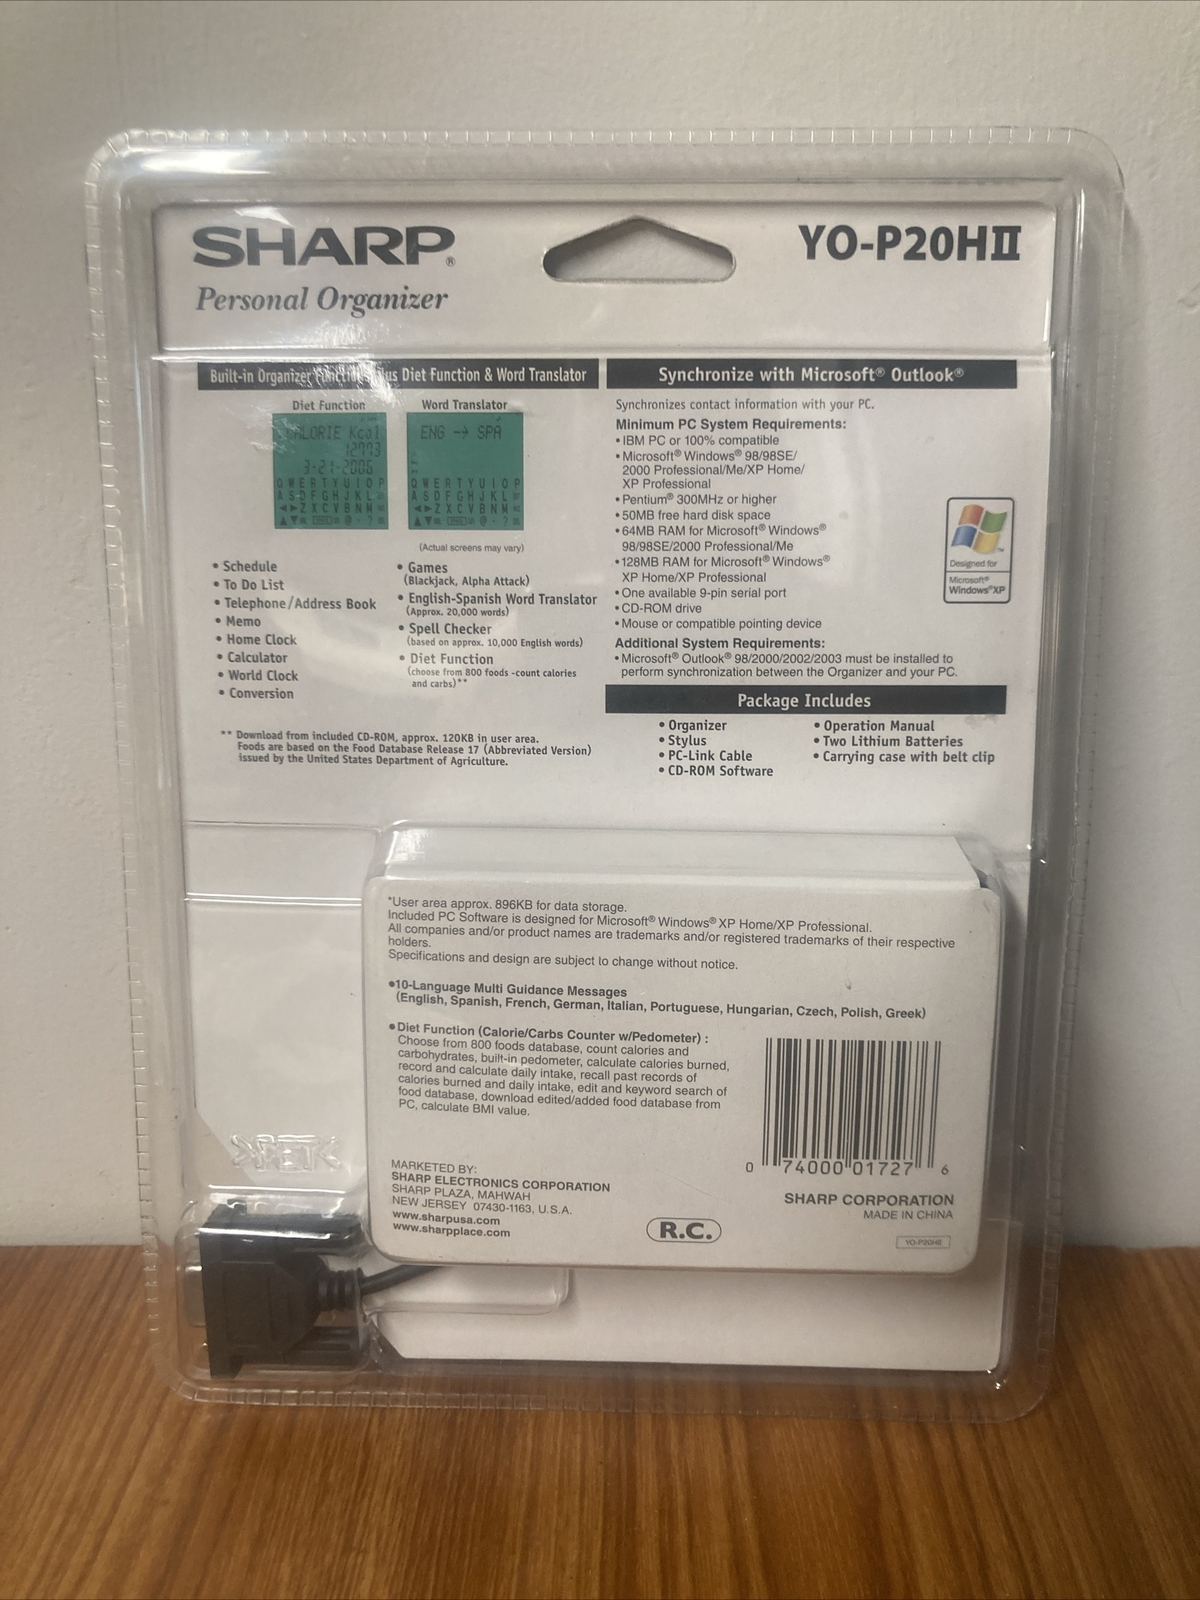 SHARP®
YO-P20HII
Personal Organizer
Built-in Organizer Functions Plus Diet Function & Word Translator
Diet Function
Word Translator
CALORIE Kcal
12773
3-21-2006
Q W E R T Y U I O P
A S D F G H J K L
Z X C V B N M
@ · ?
ENG → SPA
Q W E R T Y U I O P
A S D F G H J K L
Z X C V B N M
@ · ?
(Actual screens may vary)
• Schedule
• To Do List
• Telephone/Address Book
• Memo
• Home Clock
• Calculator
• World Clock
• Conversion
• Games
(Blackjack, Alpha Attack)
• English-Spanish Word Translator
(Approx. 20,000 words)
• Spell Checker
(based on approx. 10,000 English words)
• Diet Function
(choose from 800 foods -count calories
and carbs)**
** Download from included CD-ROM, approx. 120KB in user area.
Foods are based on the Food Database Release 17 (Abbreviated Version)
issued by the United States Department of Agriculture.
Synchronize with Microsoft® Outlook®
Synchronizes contact information with your PC.
Minimum PC System Requirements:
• IBM PC or 100% compatible
• Microsoft® Windows® 98/98SE/
2000 Professional/Me/XP Home/
XP Professional
• Pentium® 300MHz or higher
• 50MB free hard disk space
• 64MB RAM for Microsoft® Windows®
98/98SE/2000 Professional/Me
• 128MB RAM for Microsoft® Windows®
XP Home/XP Professional
• One available 9-pin serial port
• CD-ROM drive
• Mouse or compatible pointing device
Additional System Requirements:
• Microsoft® Outlook® 98/2000/2002/2003 must be installed to
perform synchronization between the Organizer and your PC.
™
Designed for
Microsoft®
Windows®XP
Package Includes
• Organizer
• Stylus
• PC-Link Cable
• CD-ROM Software
• Operation Manual
• Two Lithium Batteries
• Carrying case with belt clip
*User area approx. 896KB for data storage.
Included PC Software is designed for Microsoft® Windows® XP Home/XP Professional.
All companies and/or product names are trademarks and/or registered trademarks of their respective
holders.
Specifications and design are subject to change without notice.
•10-Language Multi Guidance Messages
(English, Spanish, French, German, Italian, Portuguese, Hungarian, Czech, Polish, Greek)
• Diet Function (Calorie/Carbs Counter w/Pedometer) :
Choose from 800 foods database, count calories and
carbohydrates, built-in pedometer, calculate calories burned,
record and calculate daily intake, recall past records of
calories burned and daily intake, edit and keyword search of
food database, download edited/added food database from
PC, calculate BMI value.
0 74000 01727 6
>PET<
MARKETED BY:
SHARP ELECTRONICS CORPORATION
SHARP PLAZA, MAHWAH
NEW JERSEY 07430-1163, U.S.A.
www.sharpusa.com
www.sharpplace.com
R.C.
SHARP CORPORATION
MADE IN CHINA
YO-P20HII